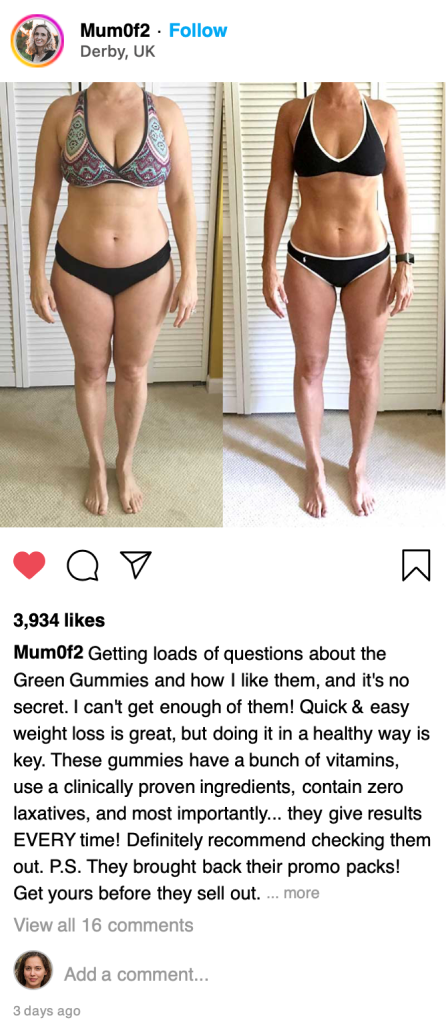 Mum0f2 · Follow
Derby, UK
3,934 likes
Mum0f2 Getting loads of questions about the
Green Gummies and how I like them, and it's no
secret. I can't get enough of them! Quick & easy
weight loss is great, but doing it in a healthy way is
key. These gummies have a bunch of vitamins,
use a clinically proven ingredients, contain zero
laxatives, and most importantly... they give results
EVERY time! Definitely recommend checking them
out. P.S. They brought back their promo packs!
Get yours before they sell out. ... more
View all 16 comments
Add a comment...
3 days ago